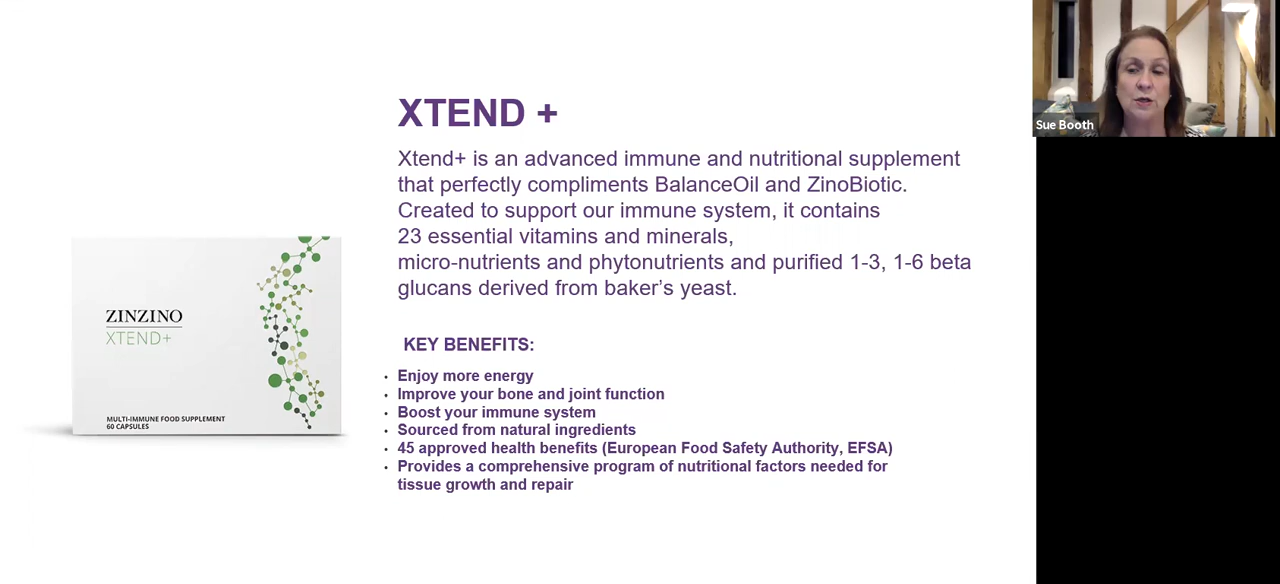 XTEND +
Xtend+ is an advanced immune and nutritional supplement
that perfectly compliments BalanceOil and ZinoBiotic.
Created to support our immune system, it contains
23 essential vitamins and minerals,
micro-nutrients and phytonutrients and purified 1-3, 1-6 beta
glucans derived from baker's yeast.
ZINZINO
XTEND+
MULTI-IMMUNE FOOD SUPPLEMENT
60 CAPSULES
KEY BENEFITS:
• Enjoy more energy
• Improve your bone and joint function
• Boost your immune system
• Sourced from natural ingredients
• 45 approved health benefits (European Food Safety Authority, EFSA)
• Provides a comprehensive program of nutritional factors needed for
tissue growth and repair
Sue Booth